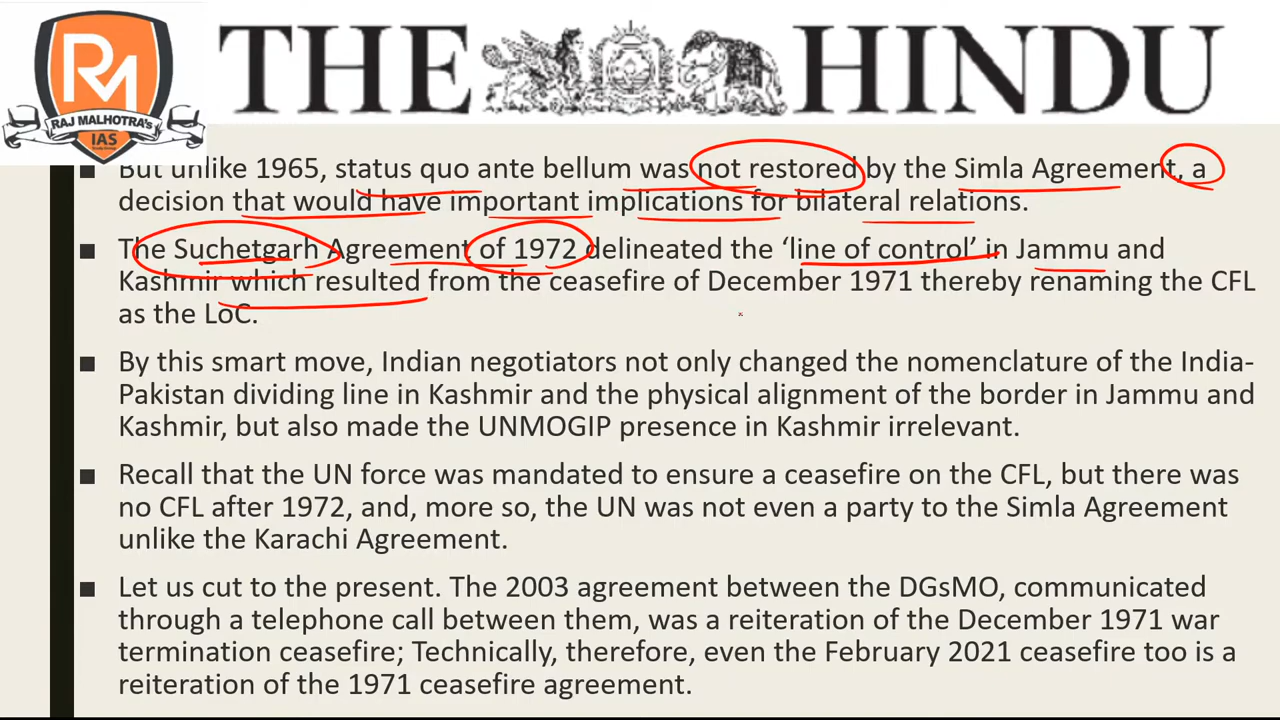 RM
RAJ MALHOTRA'S
IAS
THE HINDU
But unlike 1965, status quo ante bellum was not restored by the Simla Agreement, a
decision that would have important implications for bilateral relations.
The Suchetgarh Agreement of 1972 delineated the ‘line of control’ in Jammu and
Kashmir which resulted from the ceasefire of December 1971 thereby renaming the CFL
as the LoC.
By this smart move, Indian negotiators not only changed the nomenclature of the India-
Pakistan dividing line in Kashmir and the physical alignment of the border in Jammu and
Kashmir, but also made the UNMOGIP presence in Kashmir irrelevant.
Recall that the UN force was mandated to ensure a ceasefire on the CFL, but there was
no CFL after 1972, and, more so, the UN was not even a party to the Simla Agreement
unlike the Karachi Agreement.
Let us cut to the present. The 2003 agreement between the DGsMO, communicated
through a telephone call between them, was a reiteration of the December 1971 war
termination ceasefire; Technically, therefore, even the February 2021 ceasefire too is a
reiteration of the 1971 ceasefire agreement.